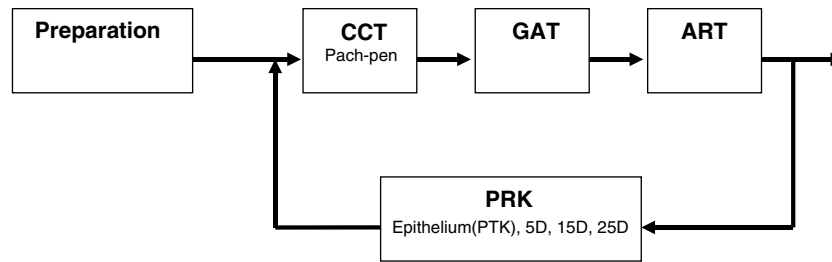 Preparation
CCT
Pach-pen
GAT
ART
PRK
Epithelium(PTK), 5D, 15D, 25D